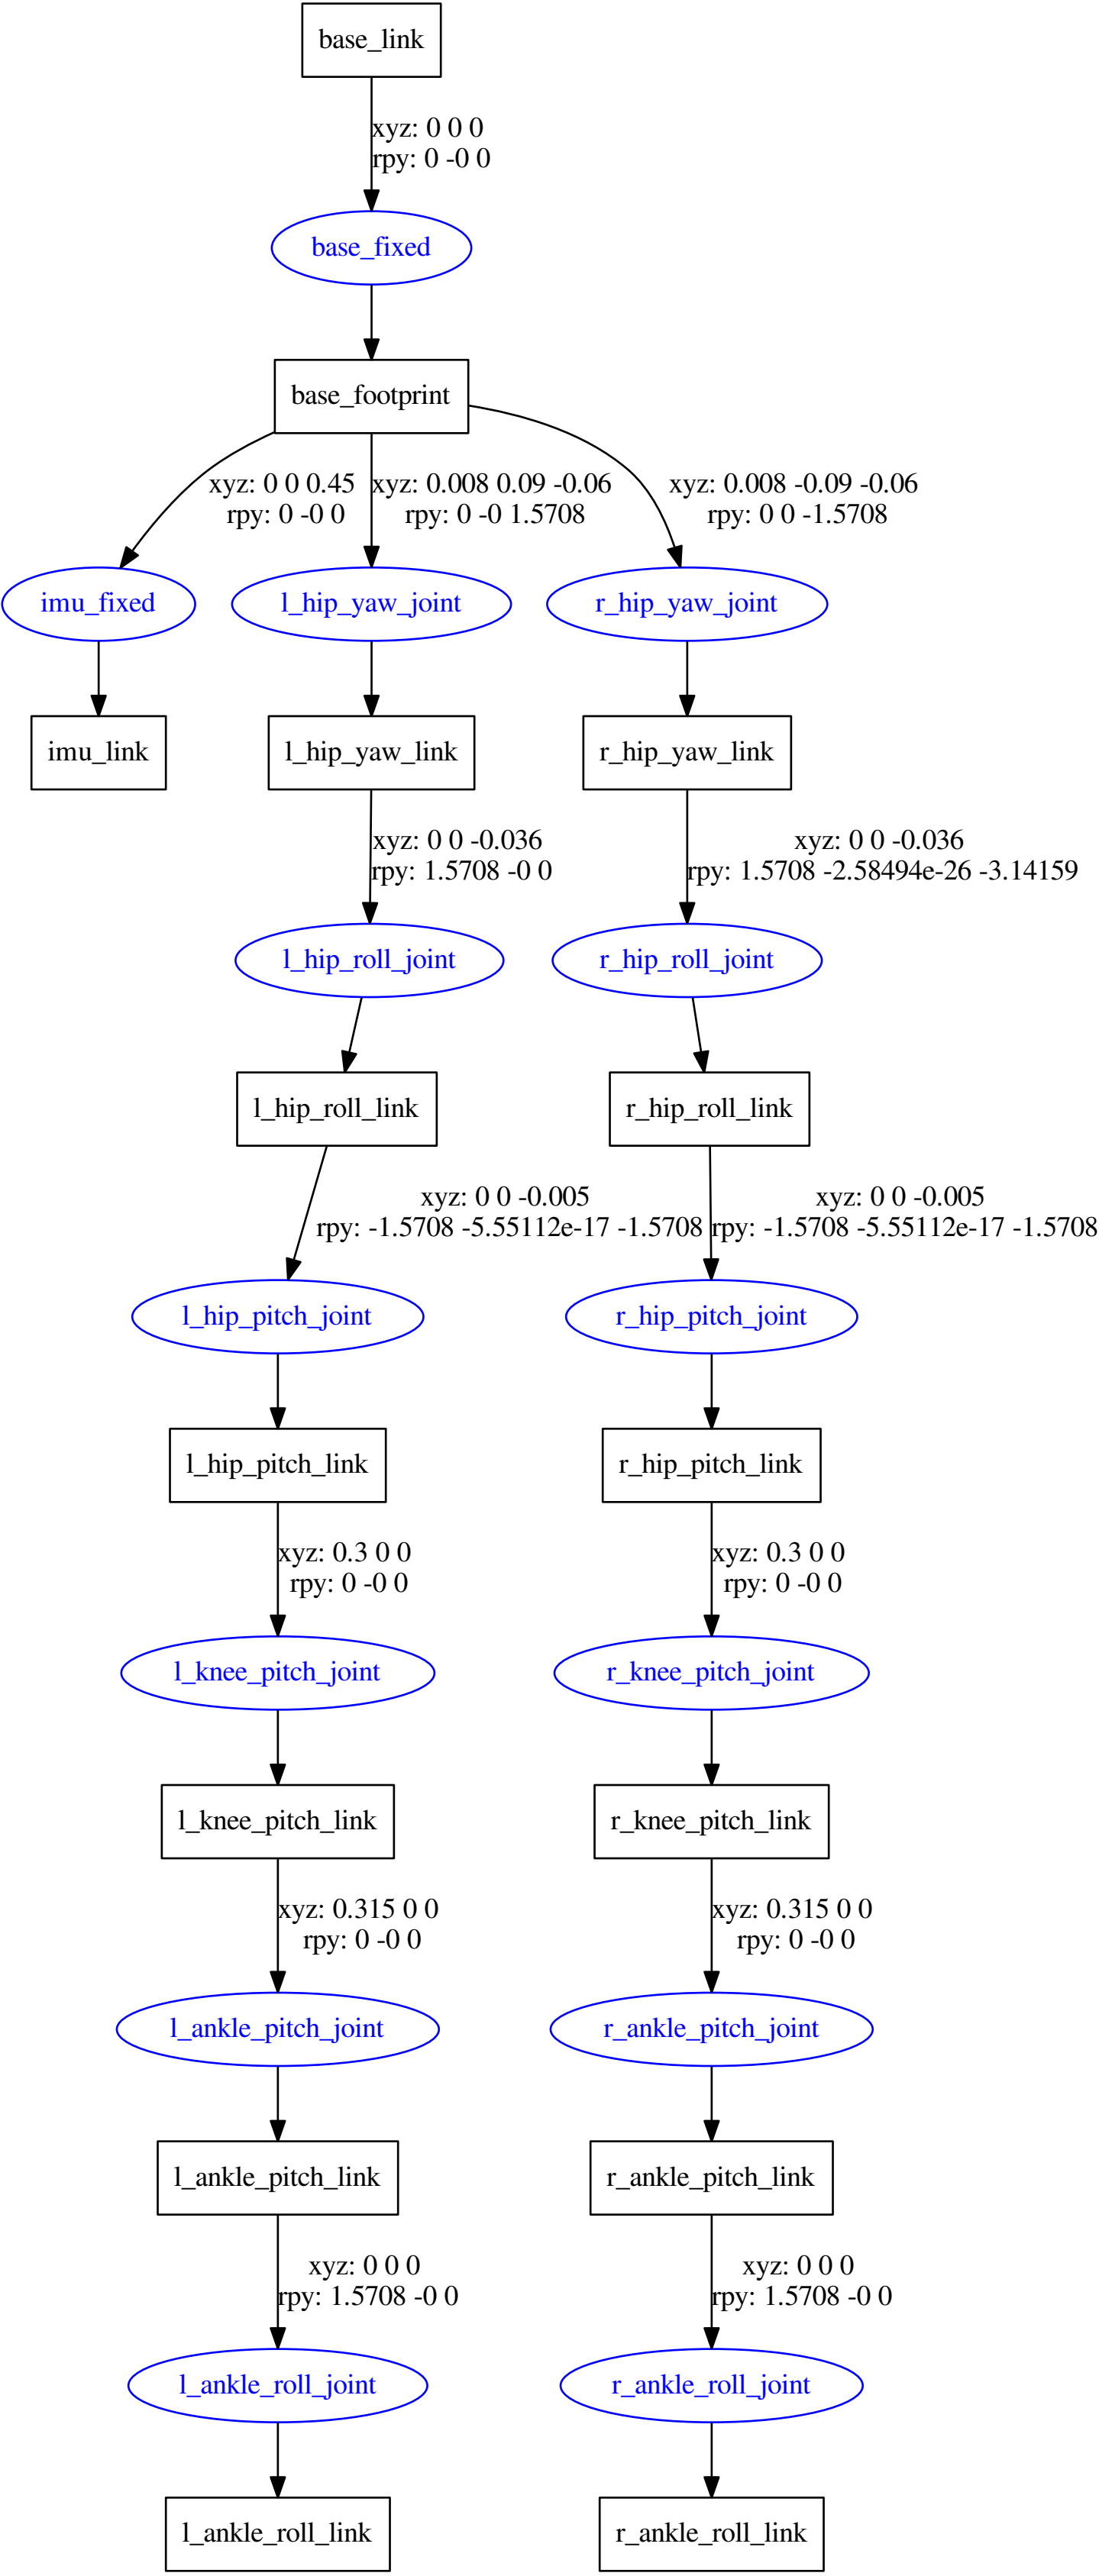 base_link
xyz: 0 0 0
rpy: 0 -0 0
base_fixed
base_footprint
xyz: 0 0 0.45
rpy: 0 -0 0
xyz: 0.008 0.09 -0.06
rpy: 0 -0 1.5708
xyz: 0.008 -0.09 -0.06
rpy: 0 0 -1.5708
imu_fixed
l_hip_yaw_joint
r_hip_yaw_joint
imu_link
l_hip_yaw_link
r_hip_yaw_link
xyz: 0 0 -0.036
rpy: 1.5708 -0 0
xyz: 0 0 -0.036
rpy: 1.5708 -2.58494e-26 -3.14159
l_hip_roll_joint
r_hip_roll_joint
l_hip_roll_link
r_hip_roll_link
xyz: 0 0 -0.005
rpy: -1.5708 -5.55112e-17 -1.5708
xyz: 0 0 -0.005
rpy: -1.5708 -5.55112e-17 -1.5708
l_hip_pitch_joint
r_hip_pitch_joint
l_hip_pitch_link
r_hip_pitch_link
xyz: 0.3 0 0
rpy: 0 -0 0
xyz: 0.3 0 0
rpy: 0 -0 0
l_knee_pitch_joint
r_knee_pitch_joint
l_knee_pitch_link
r_knee_pitch_link
xyz: 0.315 0 0
rpy: 0 -0 0
xyz: 0.315 0 0
rpy: 0 -0 0
l_ankle_pitch_joint
r_ankle_pitch_joint
l_ankle_pitch_link
r_ankle_pitch_link
xyz: 0 0 0
rpy: 1.5708 -0 0
xyz: 0 0 0
rpy: 1.5708 -0 0
l_ankle_roll_joint
r_ankle_roll_joint
l_ankle_roll_link
r_ankle_roll_link